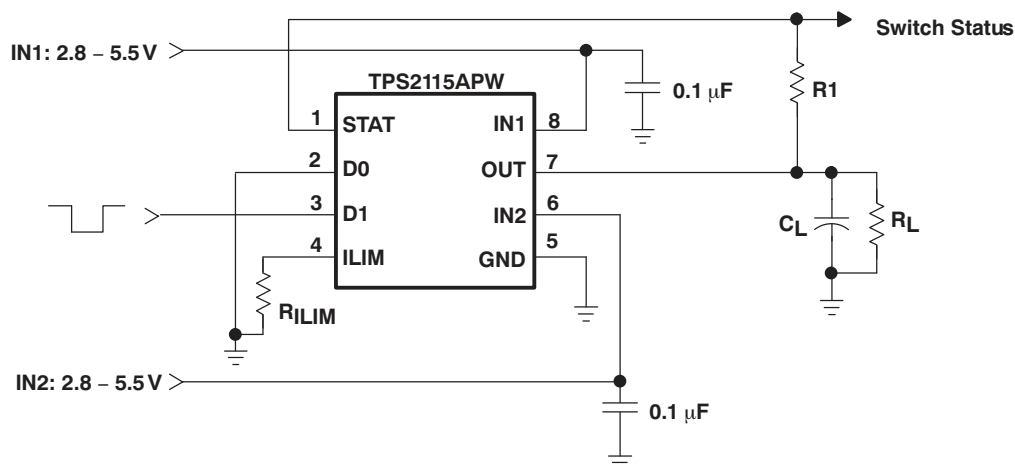 Switch Status
IN1: 2.8 – 5.5 V
TPS2115APW
0.1 μF
R1
1 STAT IN1 8
2 D0 OUT 7
3 D1 IN2 6
4 ILIM GND 5
CL
RL
RILIM
IN2: 2.8 – 5.5 V
0.1 μF